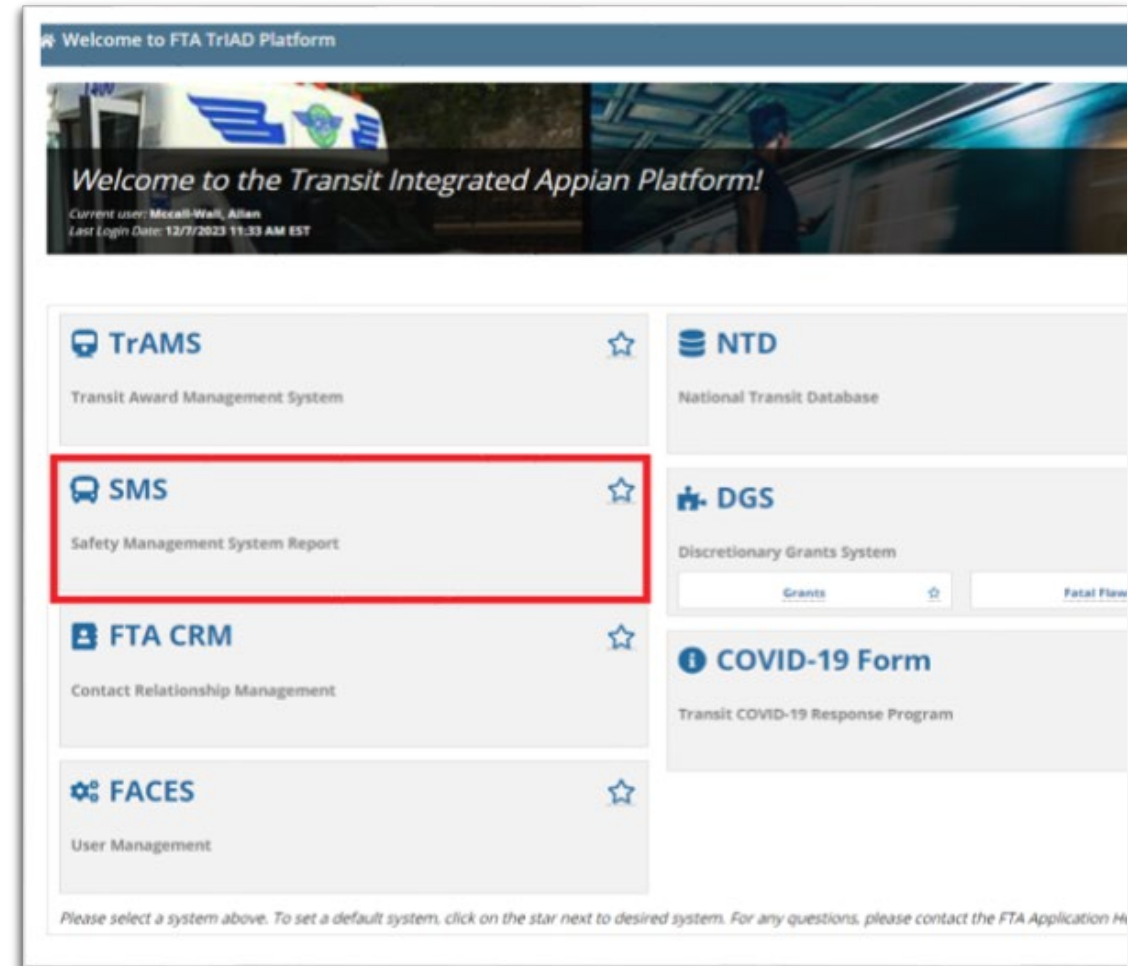 Welcome to FTA TrIAD Platform
1400
Welcome to the Transit Integrated Appian Platform!
Current user: Mccall-Wall, Allan
Last Login Date: 12/7/2023 11:33 AM EST
TrAMS
Transit Award Management System
NTD
National Transit Database
SMS
Safety Management System Report
DGS
Discretionary Grants System
Grants
Fatal Flaw
FTA CRM
Contact Relationship Management
COVID-19 Form
Transit COVID-19 Response Program
FACES
User Management
Please select a system above. To set a default system, click on the star next to desired system. For any questions, please contact the FTA Application